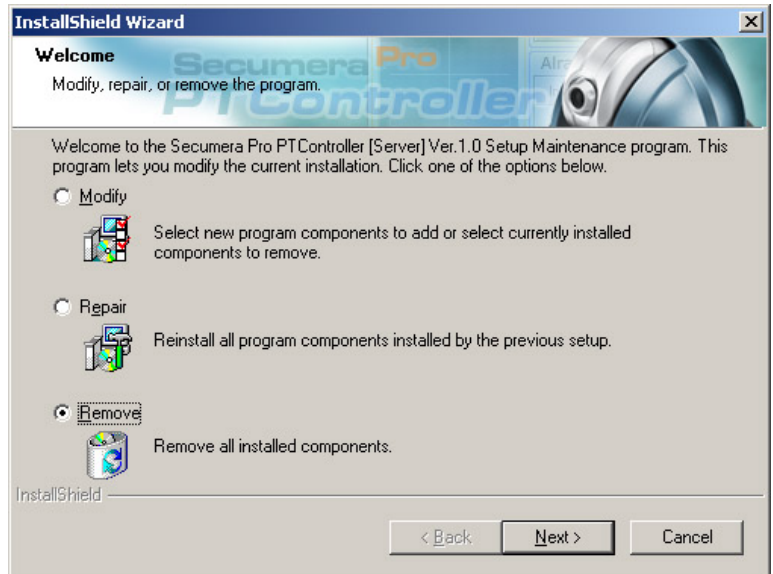 InstallShield Wizard
Welcome
Secumera Pro
Modify, repair, or remove the program.
PTController
Welcome to the Secumera Pro PTController [Server] Ver.1.0 Setup Maintenance program. This
program lets you modify the current installation. Click one of the options below.
Modify
Select new program components to add or select currently installed
components to remove.
Repair
Reinstall all program components installed by the previous setup.
Remove
Remove all installed components.
InstallShield
< Back
Next >
Cancel